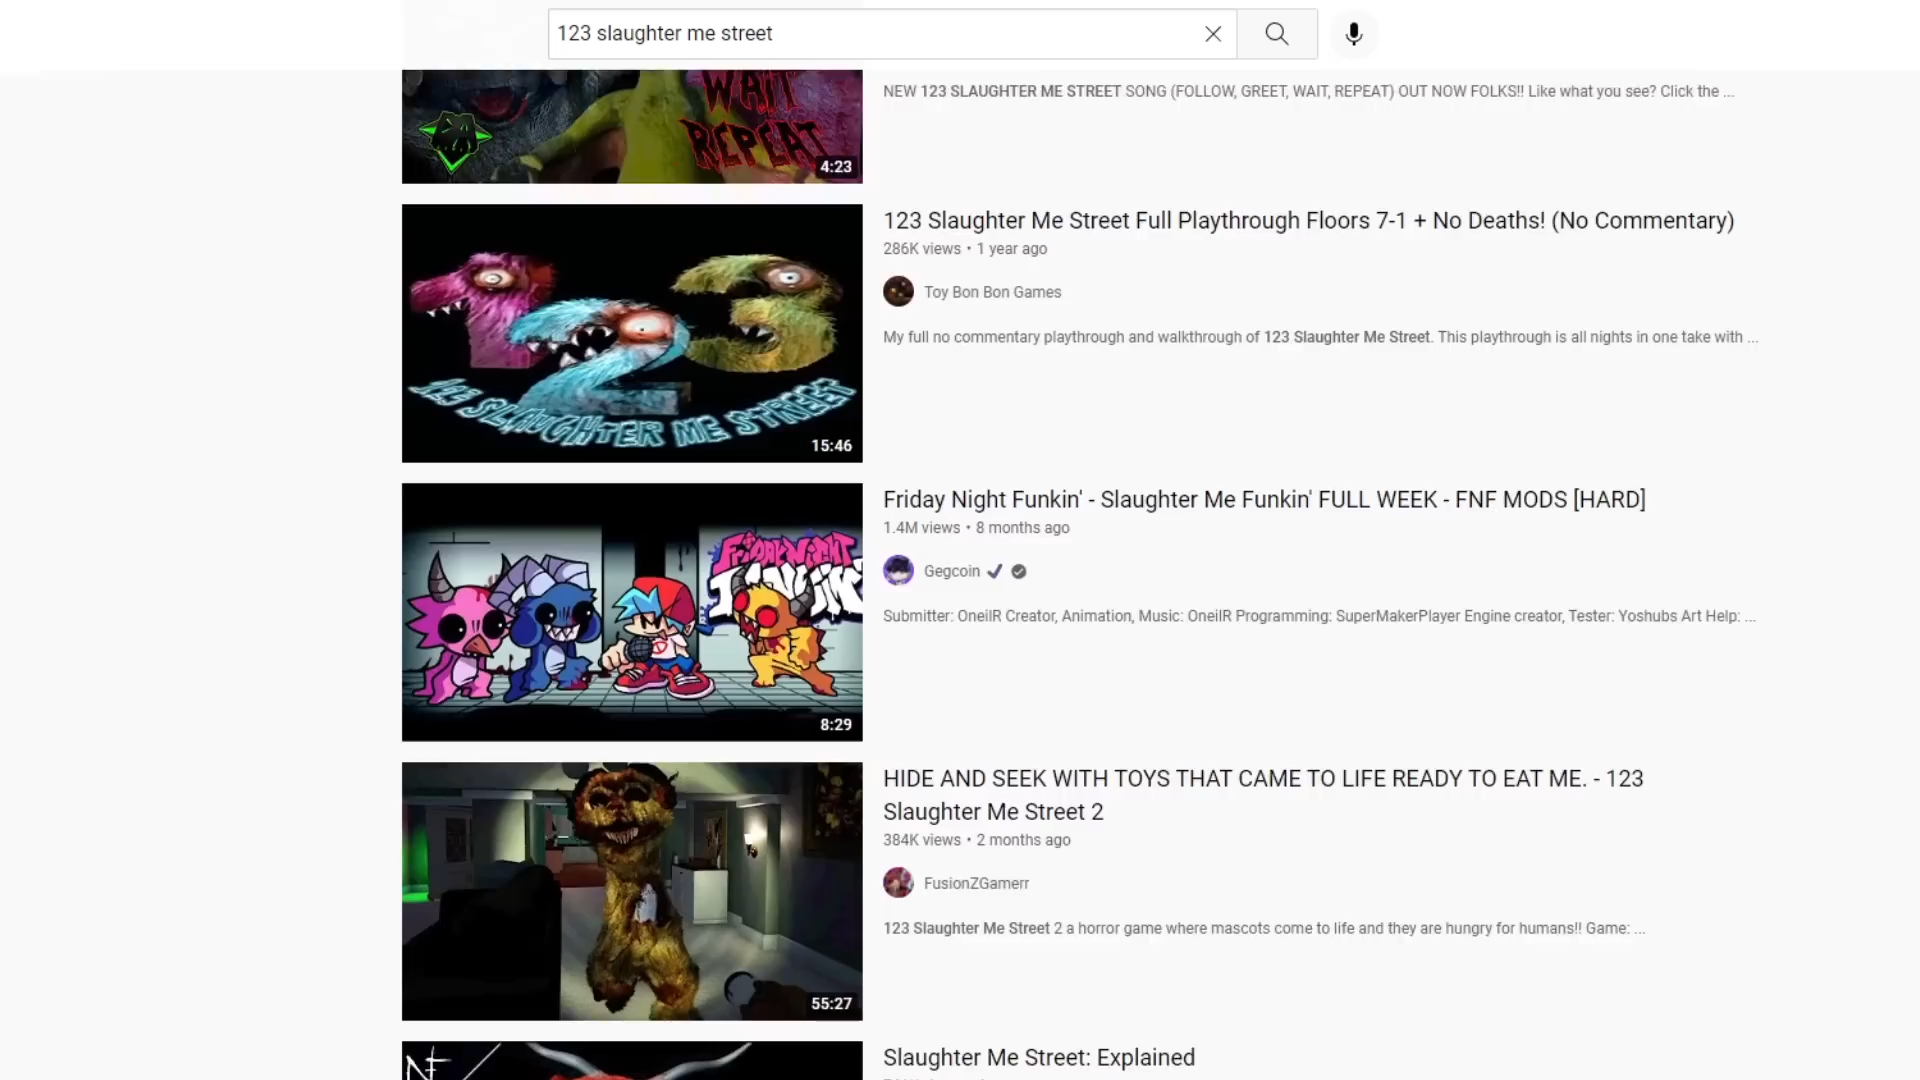 123 slaughter me street
WAIT
REPEAT
4:23
NEW 123 SLAUGHTER ME STREET SONG (FOLLOW, GREET, WAIT, REPEAT) OUT NOW FOLKS!! Like what you see? Click the ...
123 SLAUGHTER ME STREET
15:46
123 Slaughter Me Street Full Playthrough Floors 7-1 + No Deaths! (No Commentary)
286K views • 1 year ago
Toy Bon Bon Games
My full no commentary playthrough and walkthrough of 123 Slaughter Me Street. This playthrough is all nights in one take with ...
FRIDAY NIGHT
8:29
Friday Night Funkin' - Slaughter Me Funkin' FULL WEEK - FNF MODS [HARD]
1.4M views • 8 months ago
Gegcoin
Submitter: OneilR Creator, Animation, Music: OneilR Programming: SuperMakerPlayer Engine creator, Tester: Yoshubs Art Help: ...
55:27
HIDE AND SEEK WITH TOYS THAT CAME TO LIFE READY TO EAT ME. - 123
Slaughter Me Street 2
384K views • 2 months ago
FusionZGamerr
123 Slaughter Me Street 2 a horror game where mascots come to life and they are hungry for humans!! Game: ...
Slaughter Me Street: Explained